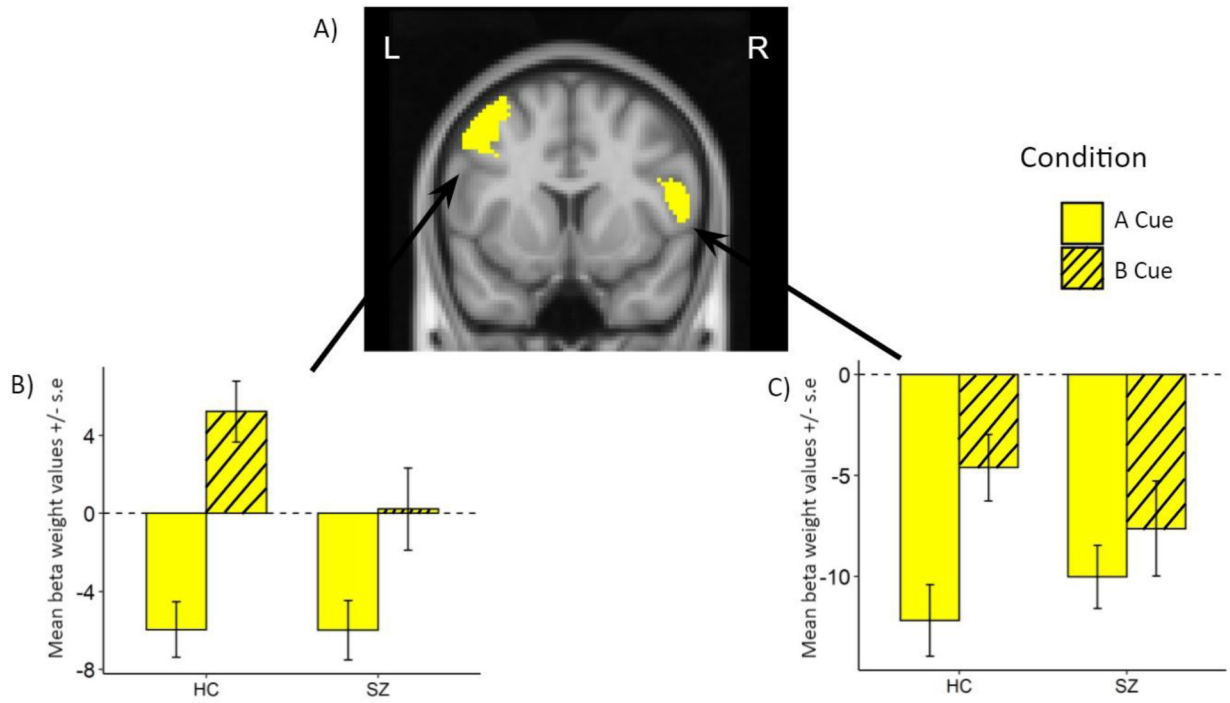 A)
L
R
Condition
A Cue
B Cue
B)
Mean beta weight values +/- s.e
4
0
-4
-8
HC
SZ
C)
Mean beta weight values +/- s.e
0
-5
-10
HC
SZ